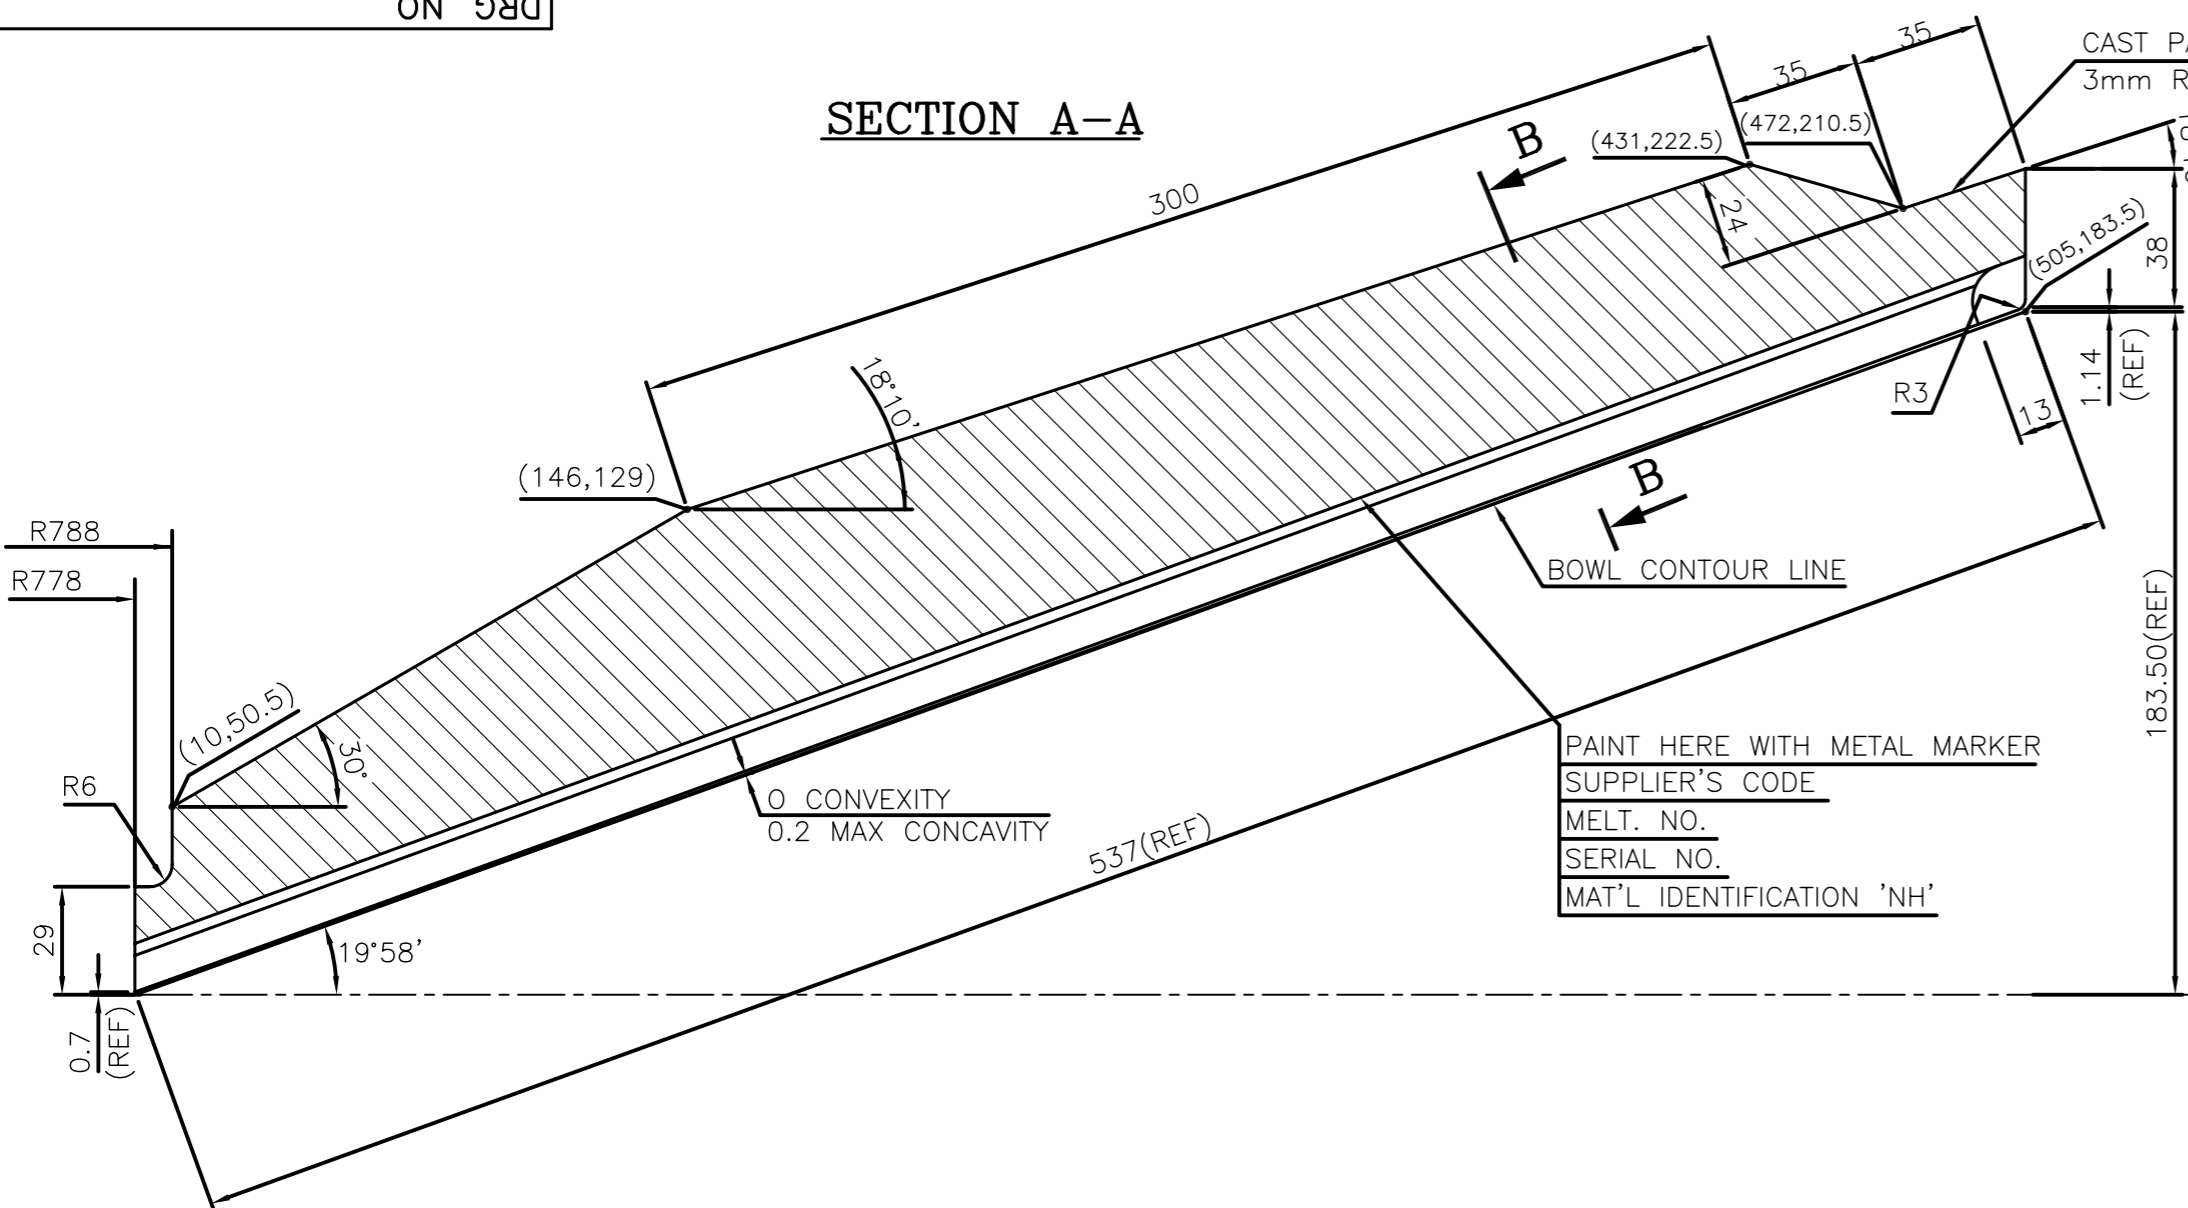 DRG NO
SECTION A-A
300
35
35
CAST PA
3mm R
B
(431,222.5)
(472,210.5)
24
38
(505,183.5)
18°10'
(146,129)
R3
1.14
(REF)
13
B
R788
R778
BOWL CONTOUR LINE
183.50(REF)
(10,50.5)
30°
R6
PAINT HERE WITH METAL MARKER
SUPPLIER'S CODE
MELT. NO.
SERIAL NO.
MAT'L IDENTIFICATION 'NH'
O CONVEXITY
0.2 MAX CONCAVITY
537(REF)
29
19°58'
0.7
(REF)